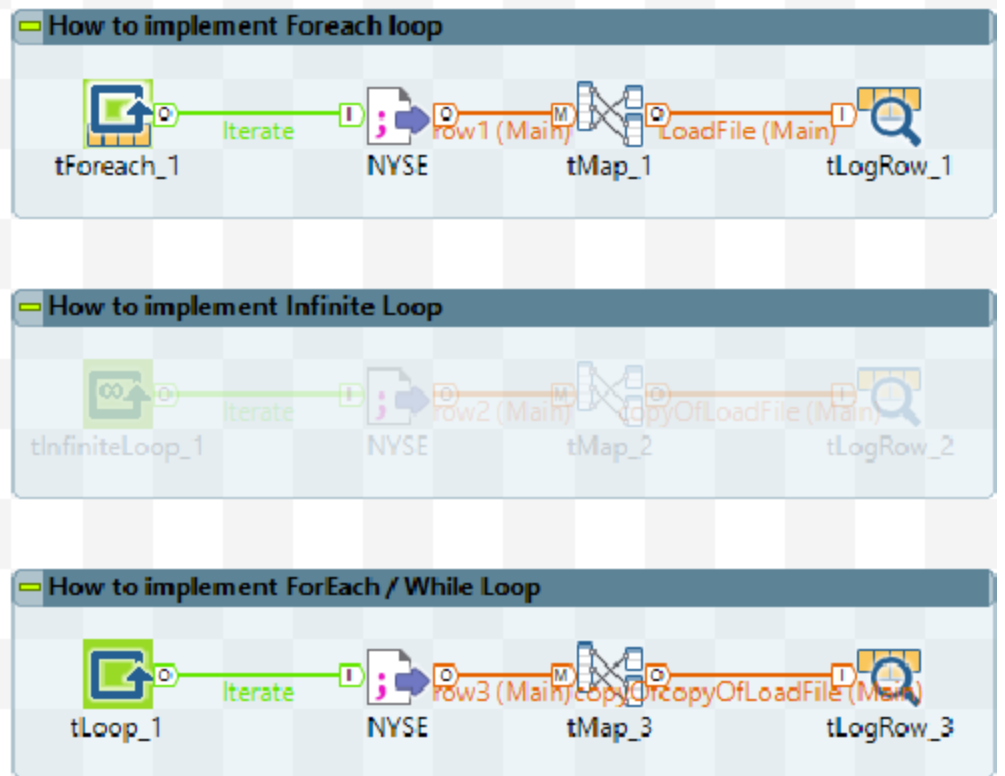 How to implement Foreach loop
O I O M O I
Iterate row1 (Main) LoadFile (Main)
tForeach_1 NYSE tMap_1 tLogRow_1
How to implement Infinite Loop
O I O M O I
Iterate row2 (Main) copyOfLoadFile (Main)
tInfiniteLoop_1 NYSE tMap_2 tLogRow_2
How to implement ForEach / While Loop
O I O M O I
Iterate row3 (Main) copyOfcopyOfLoadFile (Main)
tLoop_1 NYSE tMap_3 tLogRow_3